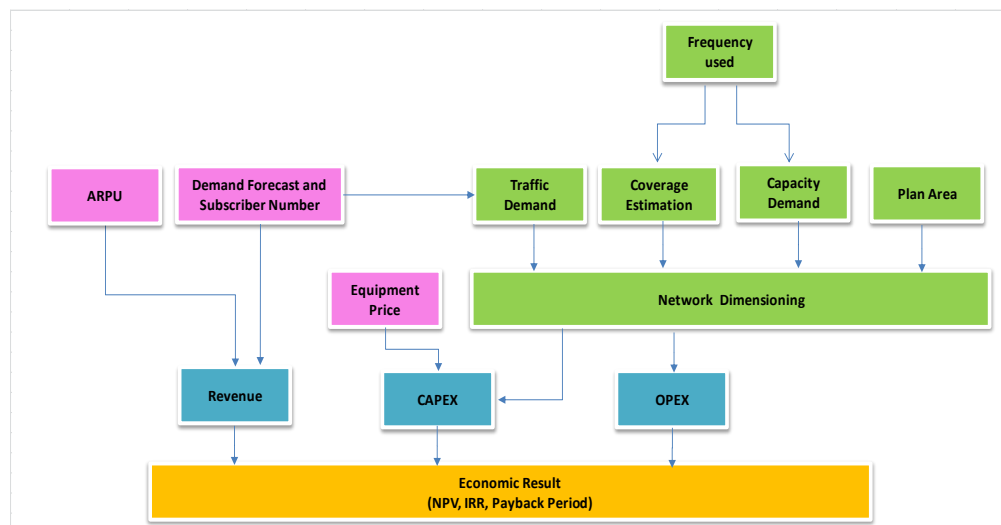 Frequency
used
ARPU
Demand Forecast and
Subscriber Number
Traffic
Demand
Coverage
Estimation
Capacity
Demand
Plan Area
Equipment
Price
Network Dimensioning
Revenue
CAPEX
OPEX
Economic Result
(NPV, IRR, Payback Period)